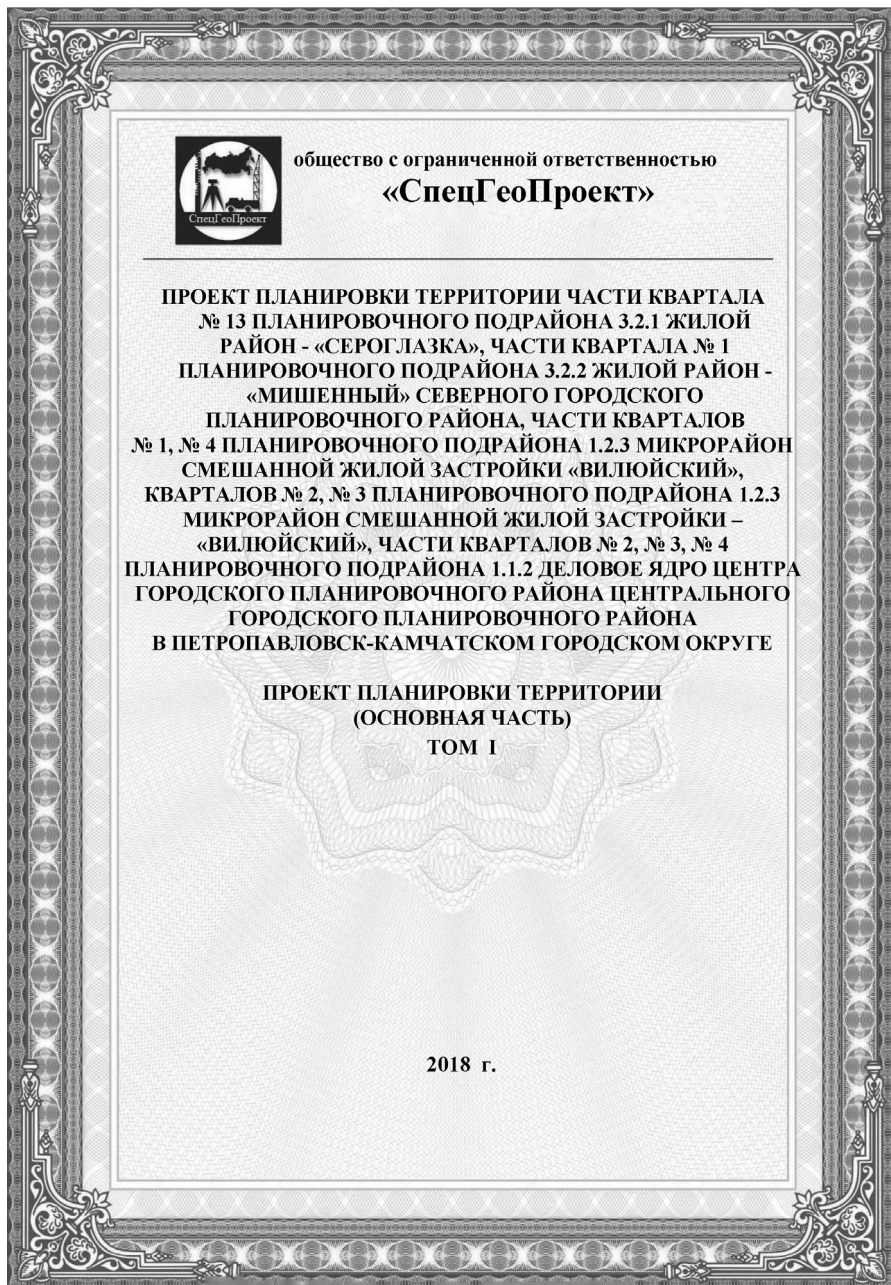 СпецГеоПроект
общество с ограниченной ответственностью
«СпецГеоПроект»
ПРОЕКТ ПЛАНИРОВКИ ТЕРРИТОРИИ ЧАСТИ КВАРТАЛА
№ 13 ПЛАНИРОВОЧНОГО ПОДРАЙОНА 3.2.1 ЖИЛОЙ
РАЙОН - «СЕРОГЛАЗКА», ЧАСТИ КВАРТАЛА № 1
ПЛАНИРОВОЧНОГО ПОДРАЙОНА 3.2.2 ЖИЛОЙ РАЙОН -
«МИШЕННЫЙ» СЕВЕРНОГО ГОРОДСКОГО
ПЛАНИРОВОЧНОГО РАЙОНА, ЧАСТИ КВАРТАЛОВ
№ 1, № 4 ПЛАНИРОВОЧНОГО ПОДРАЙОНА 1.2.3 МИКРОРАЙОН
СМЕШАННОЙ ЖИЛОЙ ЗАСТРОЙКИ «ВИЛЮЙСКИЙ»,
КВАРТАЛОВ № 2, № 3 ПЛАНИРОВОЧНОГО ПОДРАЙОНА 1.2.3
МИКРОРАЙОН СМЕШАННОЙ ЖИЛОЙ ЗАСТРОЙКИ –
«ВИЛЮЙСКИЙ», ЧАСТИ КВАРТАЛОВ № 2, № 3, № 4
ПЛАНИРОВОЧНОГО ПОДРАЙОНА 1.1.2 ДЕЛОВОЕ ЯДРО ЦЕНТРА
ГОРОДСКОГО ПЛАНИРОВОЧНОГО РАЙОНА ЦЕНТРАЛЬНОГО
ГОРОДСКОГО ПЛАНИРОВОЧНОГО РАЙОНА
В ПЕТРОПАВЛОВСК-КАМЧАТСКОМ ГОРОДСКОМ ОКРУГЕ
ПРОЕКТ ПЛАНИРОВКИ ТЕРРИТОРИИ
(ОСНОВНАЯ ЧАСТЬ)
ТОМ I
2018 г.